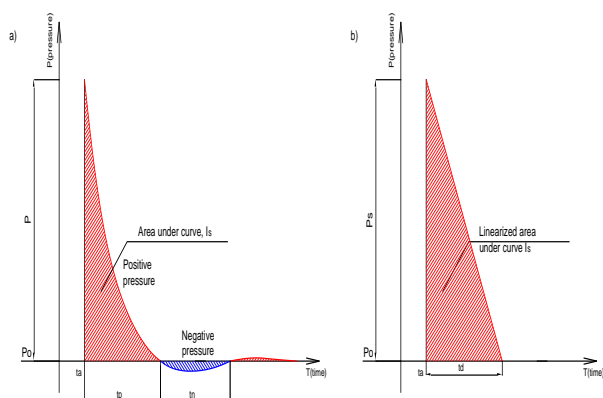 a)
P(pressure)
P
Area under curve, Is
Positive
pressure
Negative
pressure
Po
ta
T(time)
tp
tn
b)
P(pressure)
Ps
Linearized area
under curve Is
Po
ta
td
T(time)